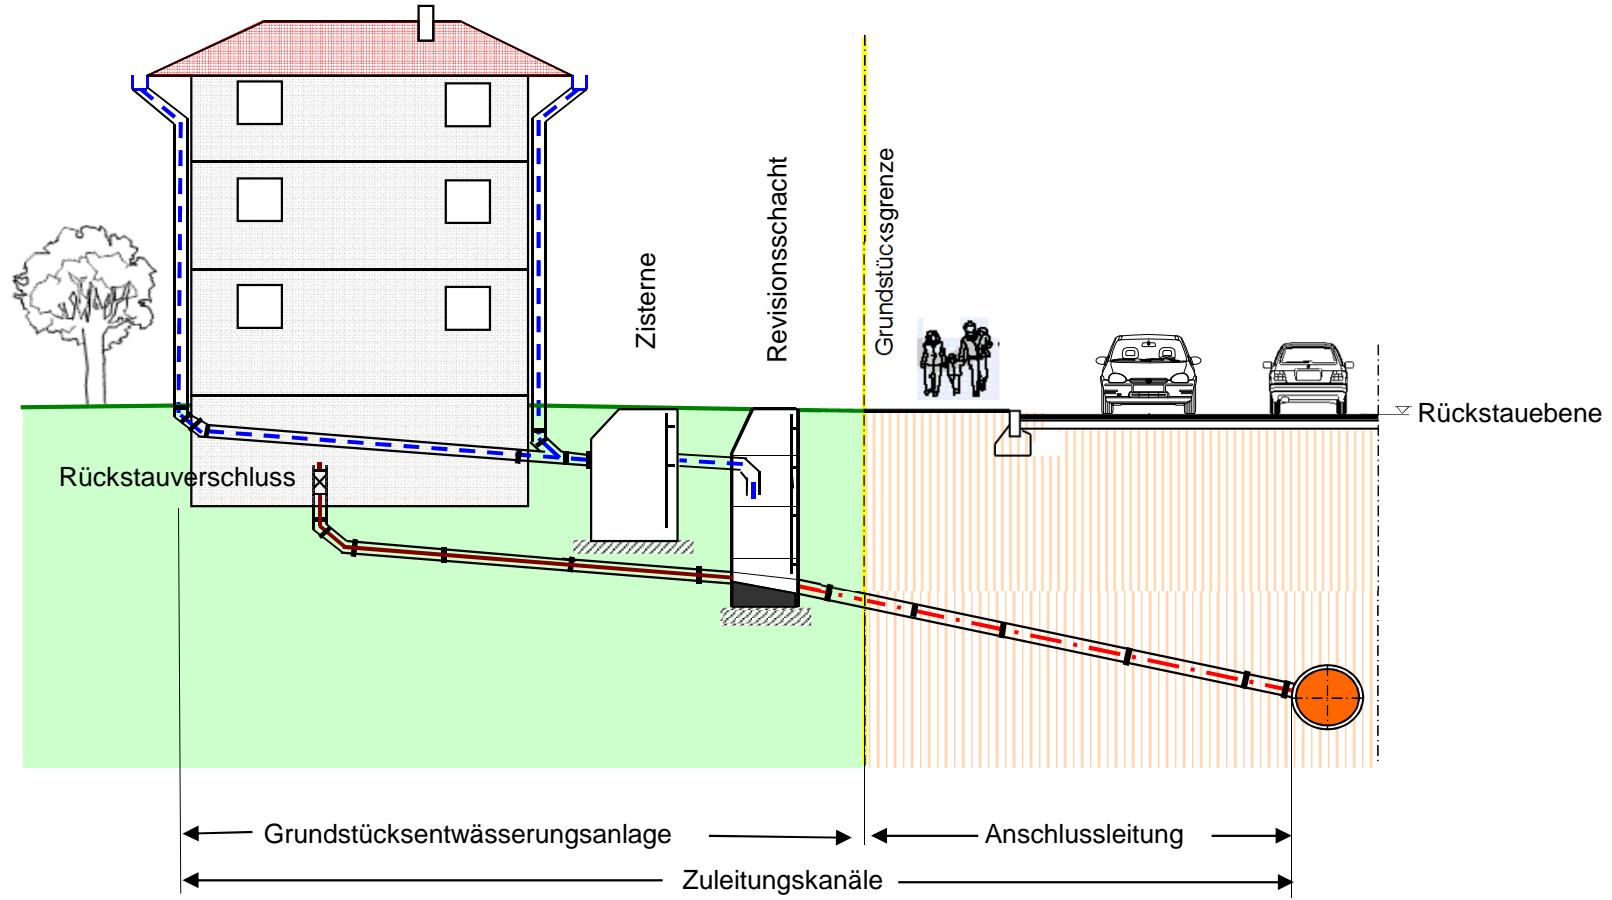 Zisterne
Revisionsschacht
Grundstücksgrenze
Rückstauebene
Rückstauverschluss
Grundstücksentwässerungsanlage
Anschlussleitung
Zuleitungskanäle